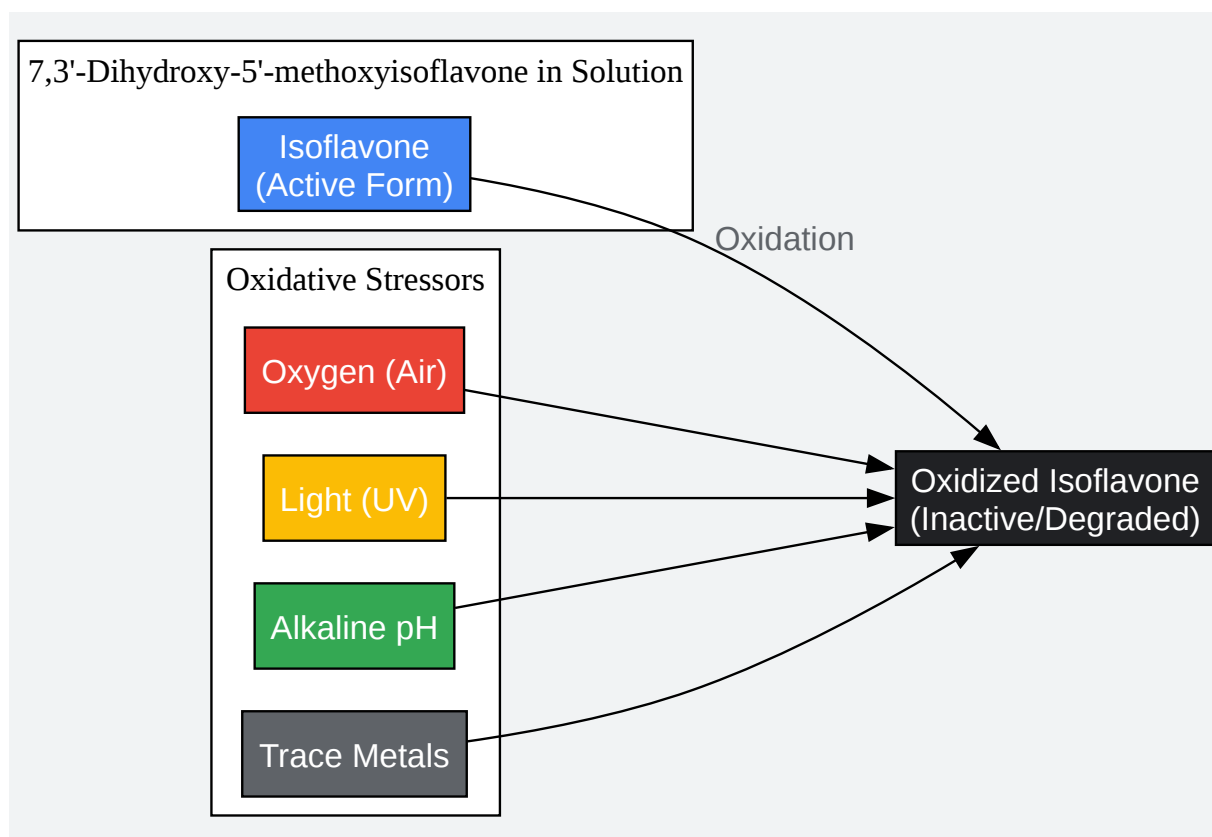 7,3'-Dihydroxy-5'-methoxyisoflavone in Solution
Isoflavone
(Active Form)
Oxidation
Oxidative Stressors
Oxygen (Air)
Light (UV)
Alkaline pH
Trace Metals
Oxidized Isoflavone
(Inactive/Degraded)